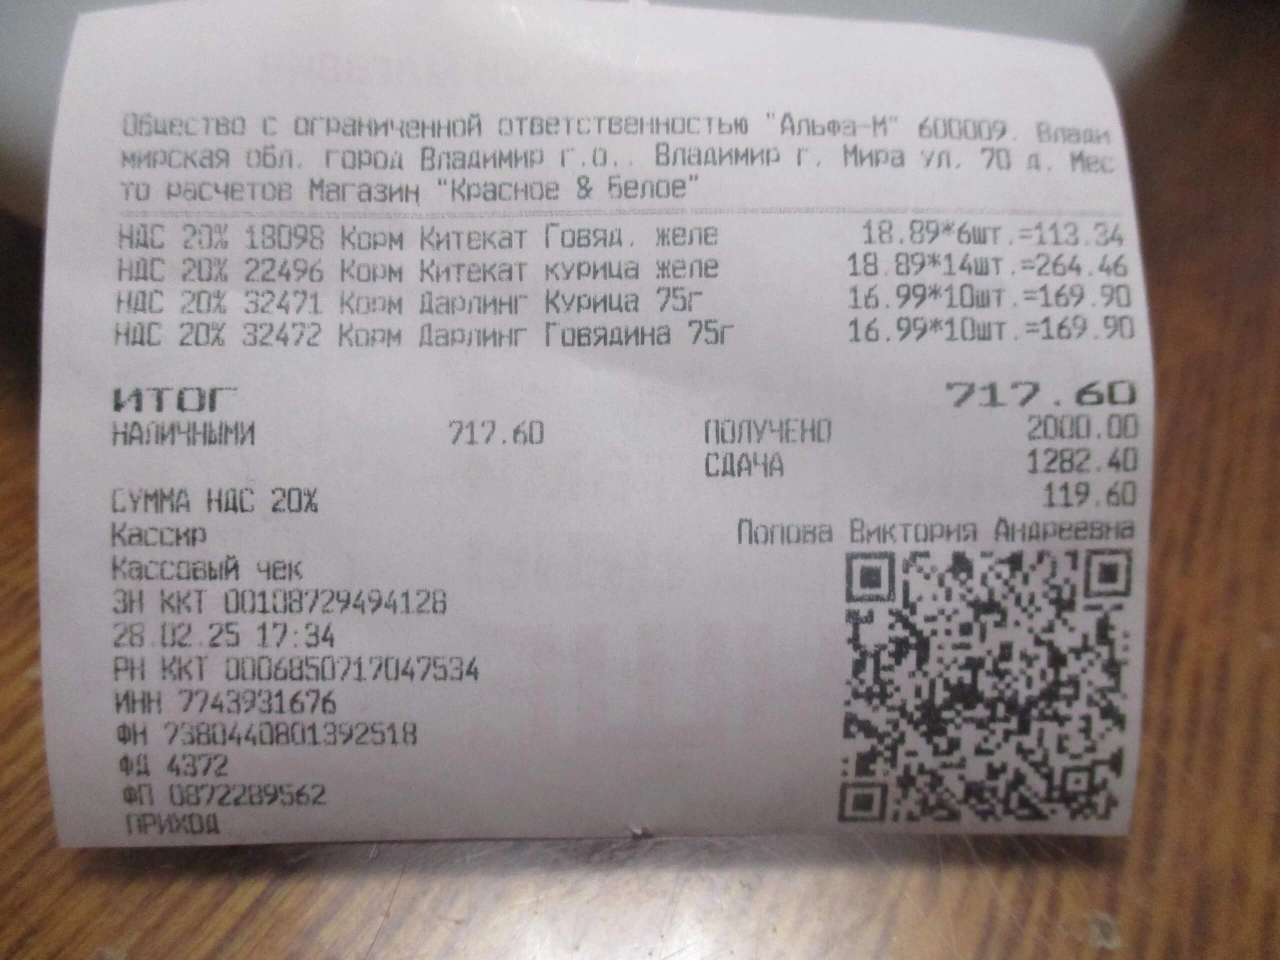 Общество с ограниченной ответственностью "Альфа-М" 600009. Влади
мирская обл. город Владимир г.о., Владимир г. Мира ул. 70 д. Мес
то расчетов Магазин "Красное & Белое"
НДС 20% 18098 Корм Китекат Говяд. желе 18.89*6шт.=113.34
НДС 20% 22496 Корм Китекат курица желе 18.89*14шт.=264.46
НДС 20% 32471 Корм Дарлинг Курица 75г 16.99*10шт.=169.90
НДС 20% 32472 Корм Дарлинг Говядина 75г 16.99*10шт.=169.90
ИТОГ 717.60
НАЛИЧНЫМИ 717.60 ПОЛУЧЕНО 2000.00
СДАЧА 1282.40
СУММА НДС 20% 119.60
Кассир Попова Виктория Андреевна
Кассовый чек
ЗН ККТ 00108729494128
28.02.25 17:34
РН ККТ 0006850717047534
ИНН 7743931676
ФН 7380440801392518
ФД 4372
ФП 0872289562
ПРИХОД